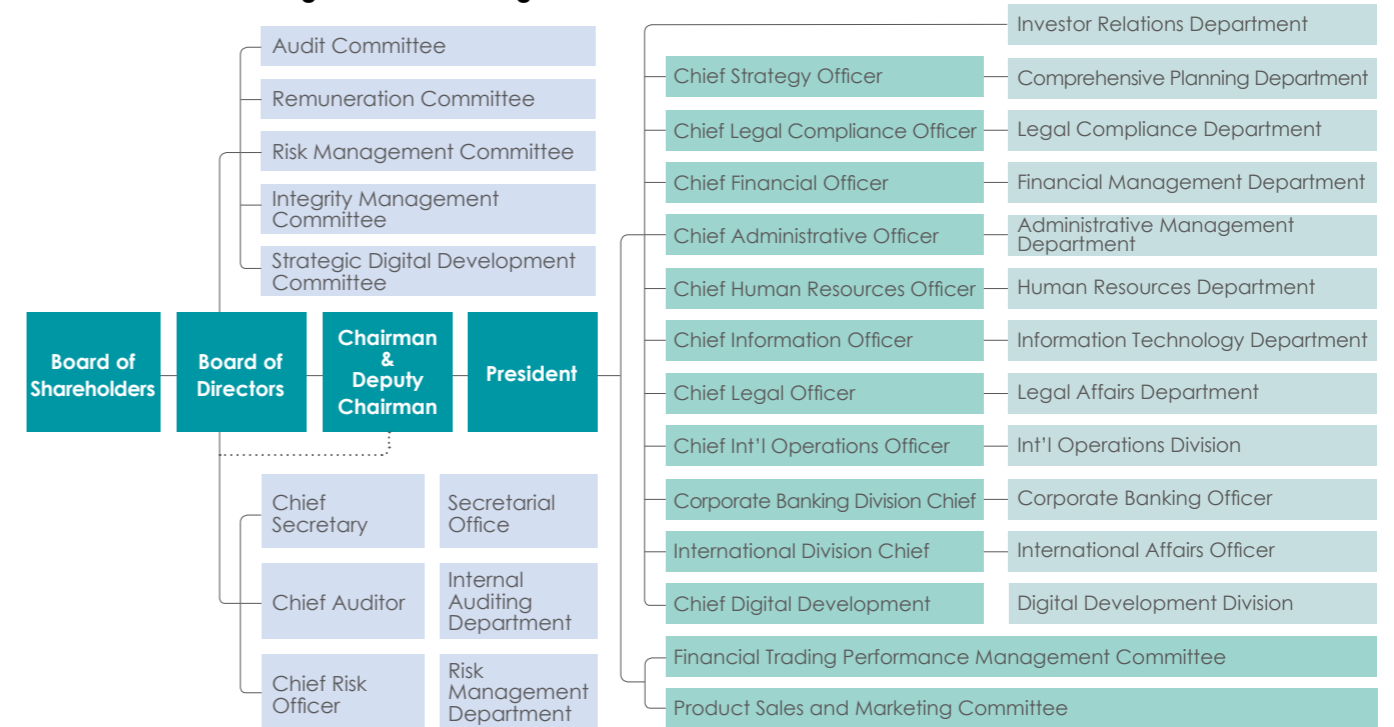 Audit Committee
Remuneration Committee
Risk Management Committee
Integrity Management
Committee
Strategic Digital Development
Committee
Board of
Shareholders
Board of
Directors
Chairman
&
Deputy
Chairman
President
Chief
Secretary
Secretarial
Office
Chief Auditor
Internal
Auditing
Department
Chief Risk
Officer
Risk
Management
Department
Investor Relations Department
Chief Strategy Officer
Comprehensive Planning Department
Chief Legal Compliance Officer
Legal Compliance Department
Chief Financial Officer
Financial Management Department
Chief Administrative Officer
Administrative Management
Department
Chief Human Resources Officer
Human Resources Department
Chief Information Officer
Information Technology Department
Chief Legal Officer
Legal Affairs Department
Chief Int’l Operations Officer
Int’l Operations Division
Corporate Banking Division Chief
Corporate Banking Officer
International Division Chief
International Affairs Officer
Chief Digital Development
Digital Development Division
Financial Trading Performance Management Committee
Product Sales and Marketing Committee